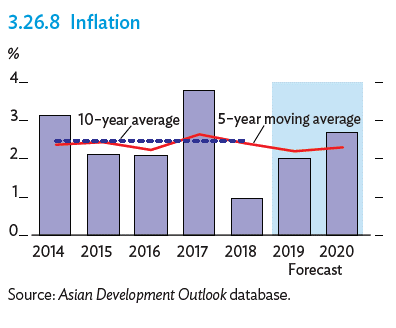 3.26.8 Inflation
%
4
10-year average 5-year moving average
3
2
1
0
2014 2015 2016 2017 2018 2019 2020
Forecast
Source: Asian Development Outlook database.